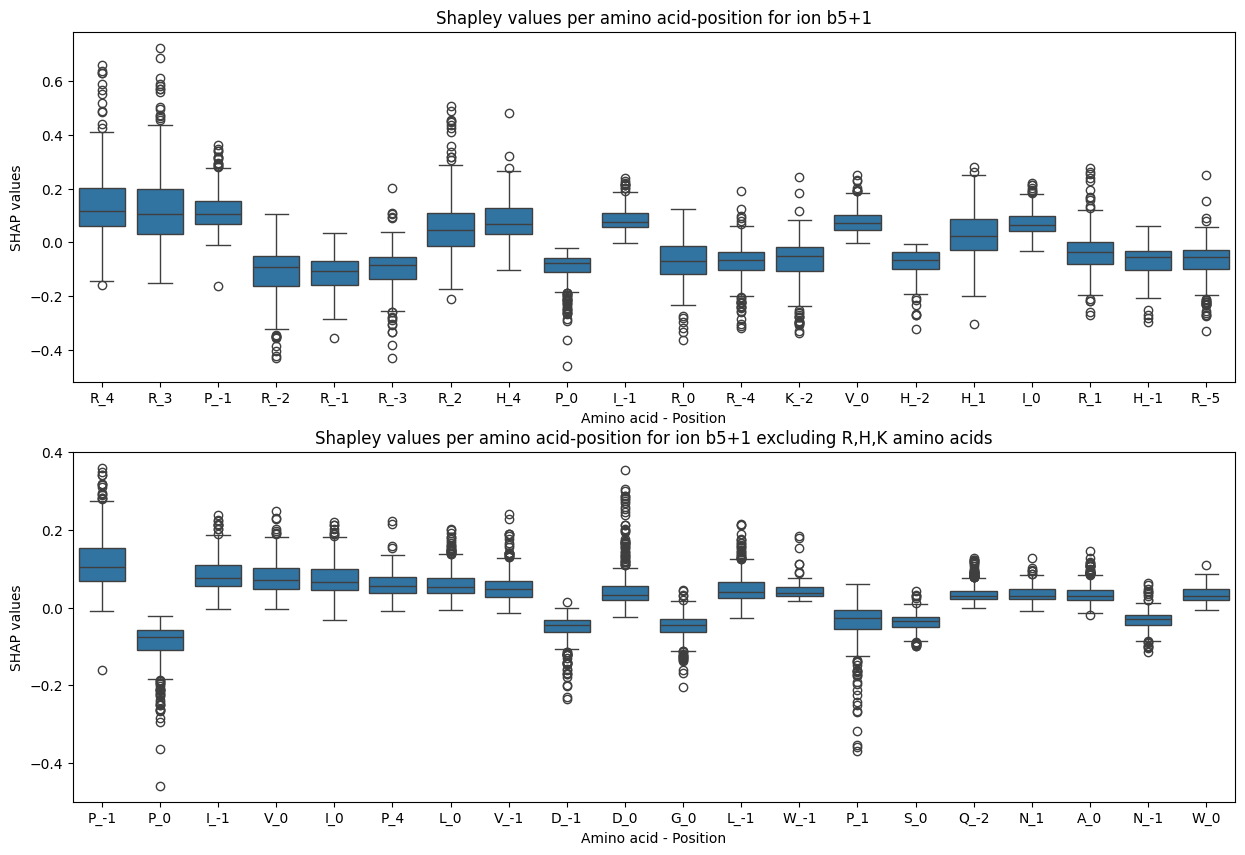 Shapley values per amino acid-position for ion b5+1
SHAP values
0.6
0.4
0.2
0.0
−0.2
−0.4
R_4 R_3 P_-1 R_-2 R_-1 R_-3 R_2 H_4 P_0 I_-1 R_0 R_-4 K_-2 V_0 H_-2 H_1 I_0 R_1 H_-1 R_-5
Amino acid - Position
Shapley values per amino acid-position for ion b5+1 excluding R,H,K amino acids
SHAP values
0.4
0.2
0.0
−0.2
−0.4
P_-1 P_0 I_-1 V_0 I_0 P_4 L_0 V_-1 D_-1 D_0 G_0 L_-1 W_-1 P_1 S_0 Q_-2 N_1 A_0 N_-1 W_0
Amino acid - Position